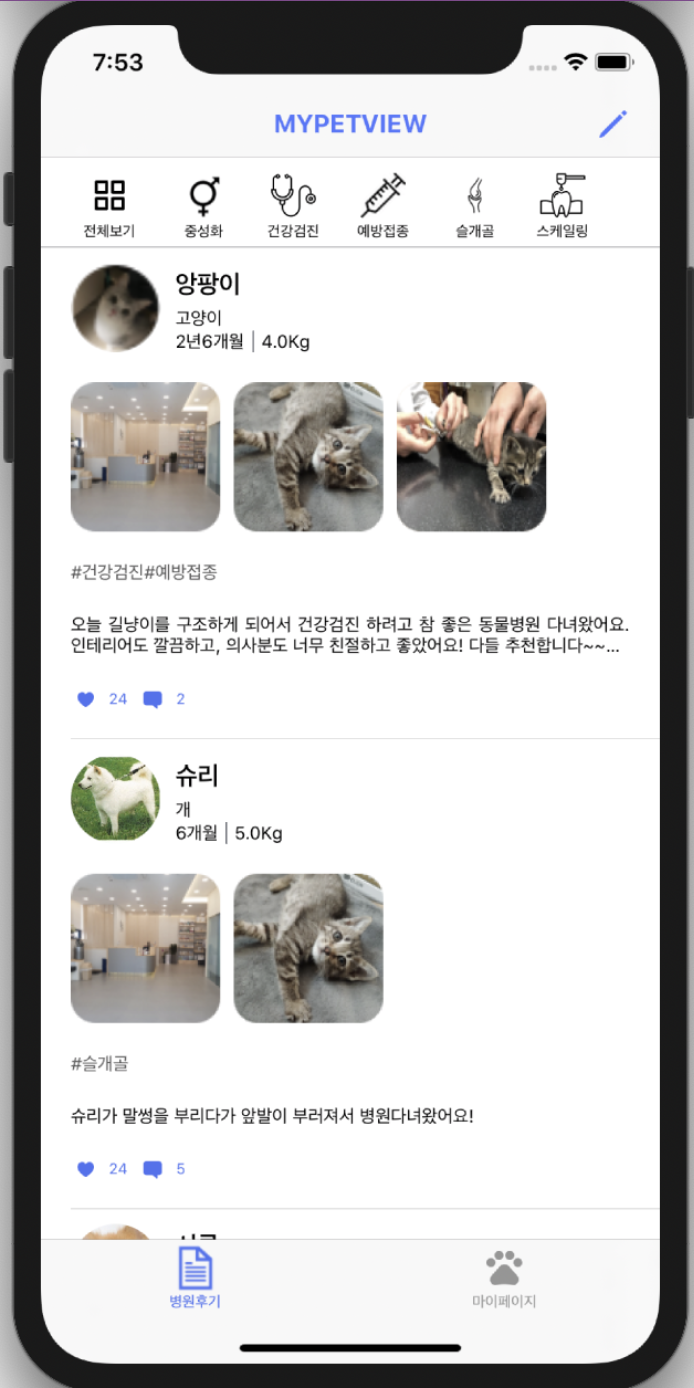 7:53
MYPETVIEW
전체보기 중성화 건강검진 예방접종 슬개골 스케일링
앙팡이
고양이
2년6개월 | 4.0Kg
#건강검진#예방접종
오늘 길냥이를 구조하게 되어서 건강검진 하려고 참 좋은 동물병원 다녀왔어요.
인테리어도 깔끔하고, 의사분도 너무 친절하고 좋았어요! 다들 추천합니다~~...
24 2
슈리
개
6개월 | 5.0Kg
#슬개골
슈리가 말썽을 부리다가 앞발이 부러져서 병원다녀왔어요!
24 5
병원후기 마이페이지